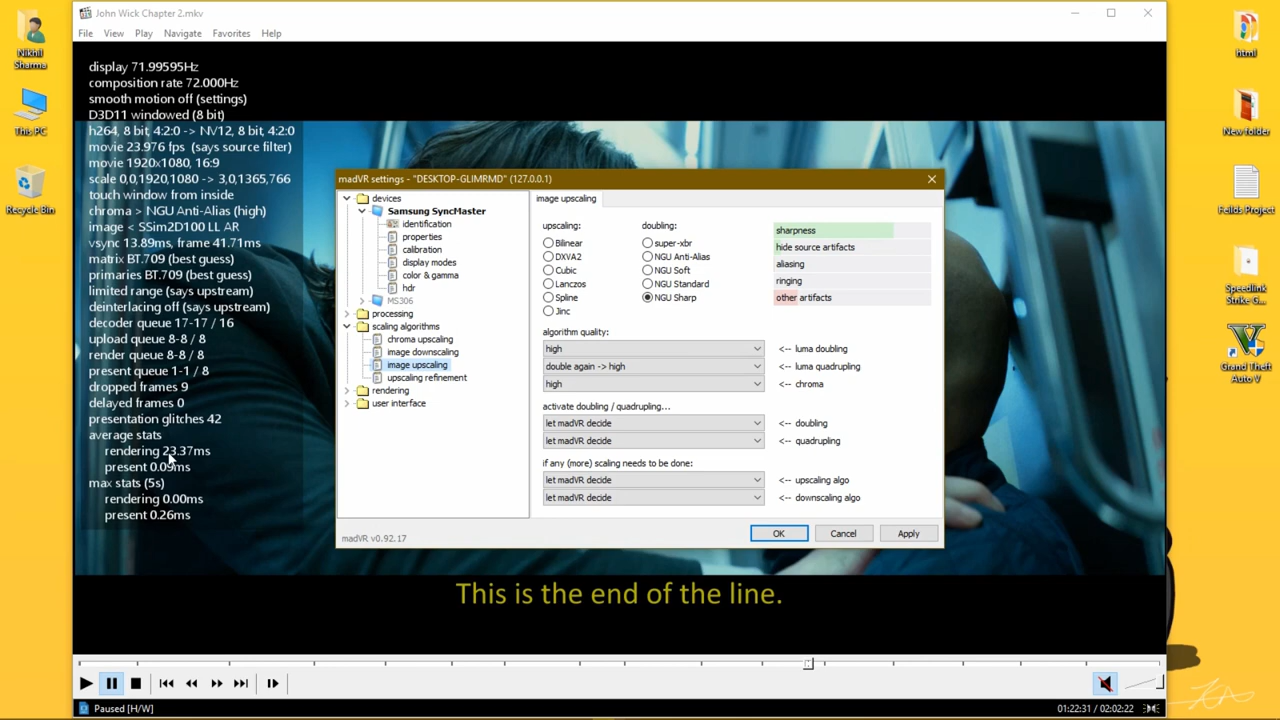 John Wick Chapter 2.mkv
File View Play Navigate Favorites Help
Nikhil
Sharma
This PC
Recycle Bin
display 71.99595Hz
composition rate 72.000Hz
smooth motion off (settings)
D3D11 windowed (8 bit)
h264, 8 bit, 4:2:0 -> NV12, 8 bit, 4:2:0
movie 23.976 fps (says source filter)
movie 1920x1080, 16:9
scale 0,0,1920,1080 -> 3,0,1365,766
touch window from inside
chroma > NGU Anti-Alias (high)
image < SSim2D100 LL AR
vsync 13.89ms, frame 41.71ms
matrix BT.709 (best guess)
primaries BT.709 (best guess)
limited range (says upstream)
deinterlacing off (says upstream)
decoder queue 17-17 / 16
upload queue 8-8 / 8
render queue 8-8 / 8
present queue 1-1 / 8
dropped frames 9
delayed frames 0
presentation glitches 42
average stats
rendering 23.37ms
present 0.09ms
max stats (5s)
rendering 0.00ms
present 0.26ms
madVR settings - "DESKTOP-GLIMRMD" (127.0.0.1)
devices
Samsung SyncMaster
identification
properties
calibration
display modes
color & gamma
hdr
MS306
processing
scaling algorithms
chroma upscaling
image downscaling
image upscaling
upscaling refinement
rendering
user interface
madVR v0.92.17
image upscaling
upscaling:
Bilinear
DXVA2
Cubic
Lanczos
Spline
Jinc
doubling:
super-xbr
NGU Anti-Alias
NGU Soft
NGU Standard
NGU Sharp
sharpness
hide source artifacts
aliasing
ringing
other artifacts
algorithm quality:
high <-- luma doubling
double again -> high <-- luma quadrupling
high <-- chroma
activate doubling / quadrupling...
let madVR decide <-- doubling
let madVR decide <-- quadrupling
if any (more) scaling needs to be done:
let madVR decide <-- upscaling algo
let madVR decide <-- downscaling algo
OK Cancel Apply
This is the end of the line.
Paused [H/W]
01:22:31 / 02:02:22
html
New folder
Feilds Project
Speedlink
Strike G...
Grand Theft
Auto V